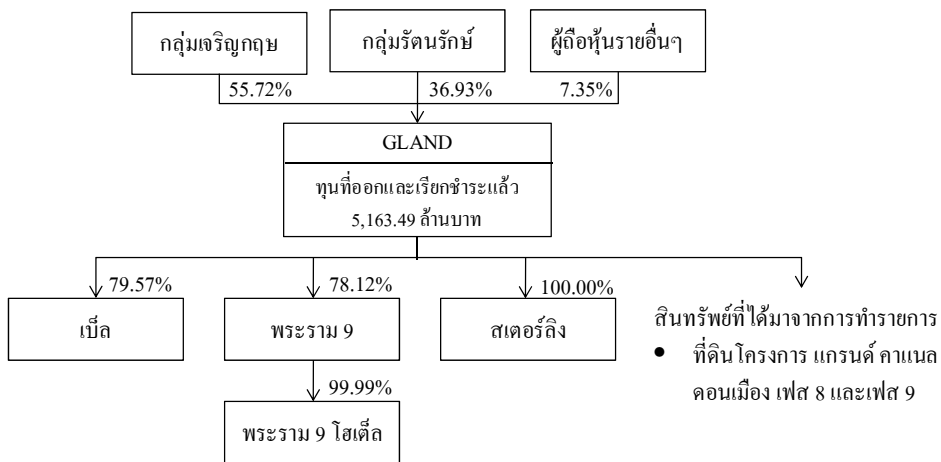 กลุ่มเจริญกฤษ
กลุ่มรัตนรักษ์
ผู้ถือหุ้นรายอื่นๆ
55.72%
36.93%
7.35%
GLAND
ทุนที่ออกและเรียกชำระแล้ว
5,163.49 ล้านบาท
79.57%
78.12%
100.00%
เบ็ล
พระราม 9
สเตอร์ลิง
สินทรัพย์ที่ได้มาจากการทำรายการ
• ที่ดินโครงการ แกรนด์ คาแนล
ดอนเมือง เฟส 8 และเฟส 9
99.99%
พระราม 9 โฮเต็ล